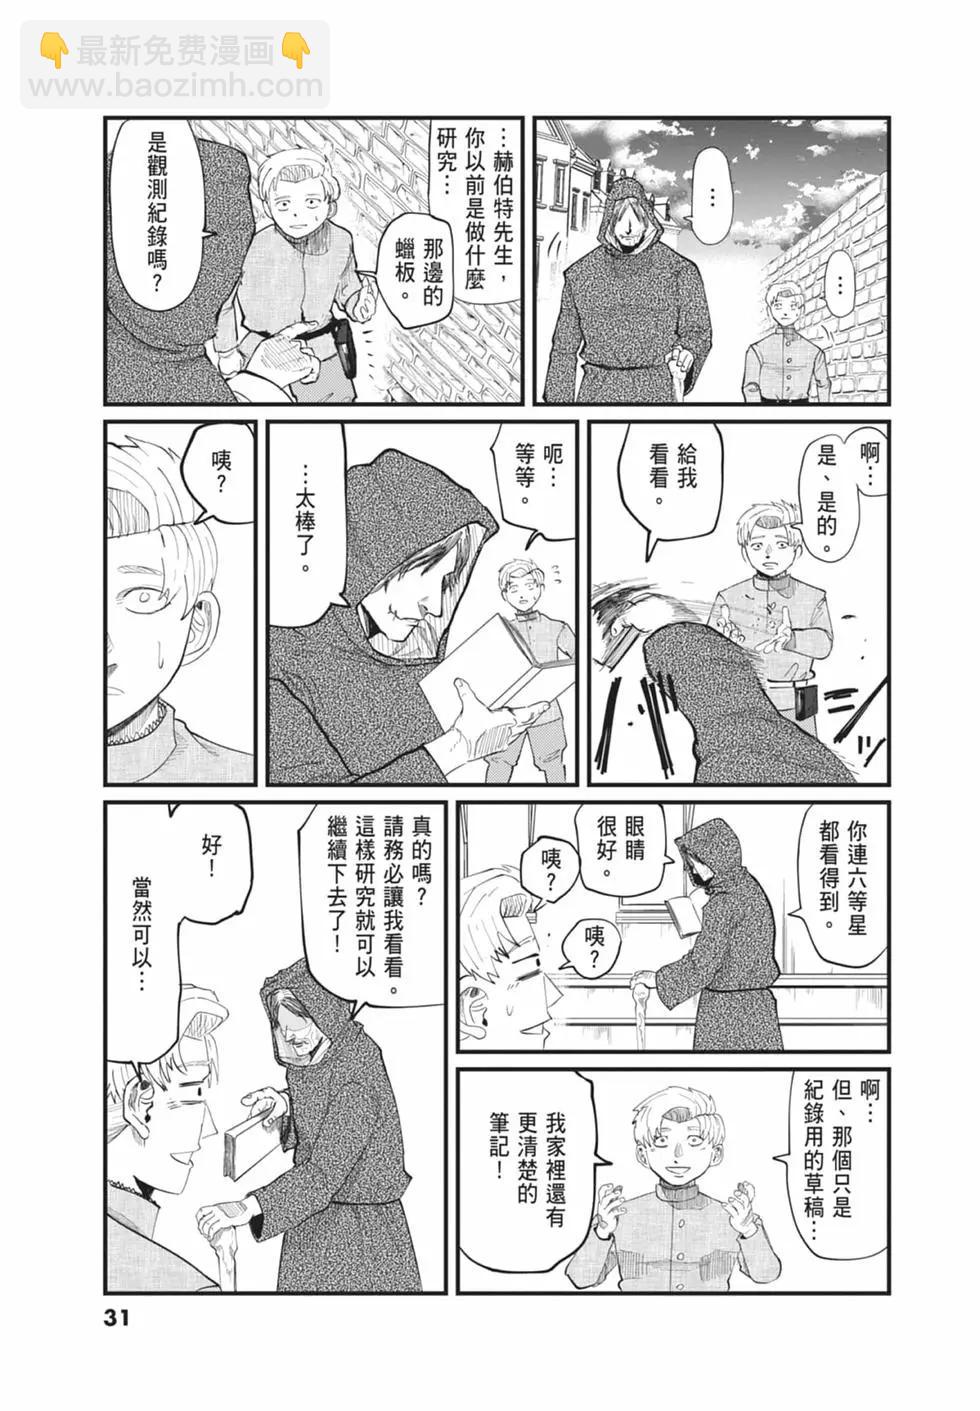 最新免費漫画
www.baozimh.com
…
…
…赫伯特先生，
你以前是做什麼
研究…
那邊的
蠟板。
是觀測紀錄嗎？
啊…
是、是的。
給我
看看。
呃…
等等。
…太棒了。
咦？
你連六等星
都看得到。
眼睛
很好。
咦？
咦？
啊…
但、那個只是
紀錄用的草稿…
我家裡還有
更清楚的
筆記！
真的嗎？
請務必讓我看看。
這樣研究就可以
繼續下去了！
好！
當然可以…
31